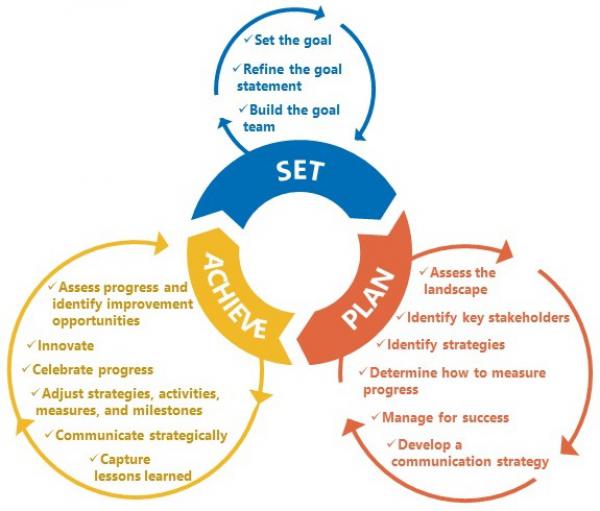 ✓Set the goal
✓Refine the goal
statement
✓Build the goal
team
SET
PLAN
✓Assess the
landscape
✓Identify key stakeholders
✓Identify strategies
✓Determine how to measure
progress
✓Manage for success
✓Develop a
communication strategy
ACHIEVE
✓Assess progress and
identify improvement
opportunities
✓Innovate
✓Celebrate progress
✓Adjust strategies, activities,
measures, and milestones
✓Communicate strategically
✓Capture
lessons learned